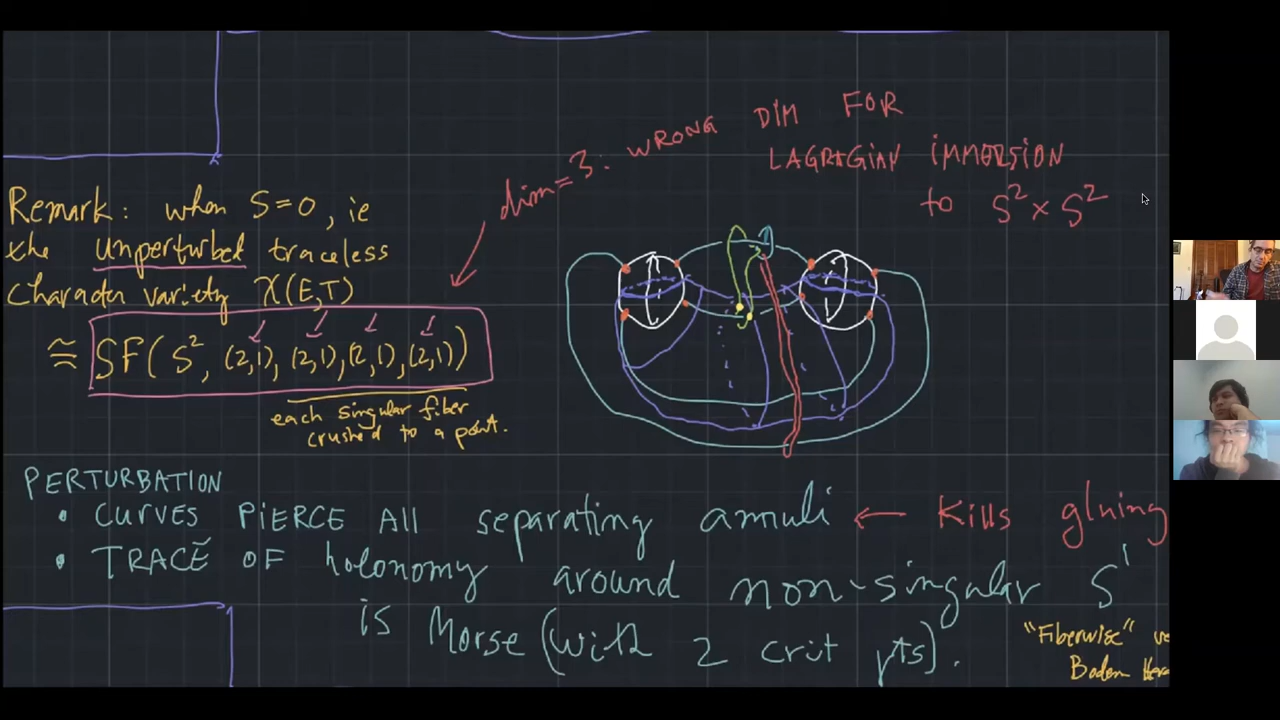 dim=3: WRONG DIM FOR
LAGRAGIAN IMMERSION
to S² × S²
Remark: when S=0, ie
the unperturbed traceless
character variety χ(E,T)
≅ SF(S², (2,1), (2,1), (2,1), (2,1))
each singular fiber
crushed to a point.
PERTURBATION
• CURVES PIERCE All separating annuli ← Kills gluing
• TRACE OF holonomy around non-singular S¹
is Morse (with 2 crit pts).
"Fiberwise"
Boden